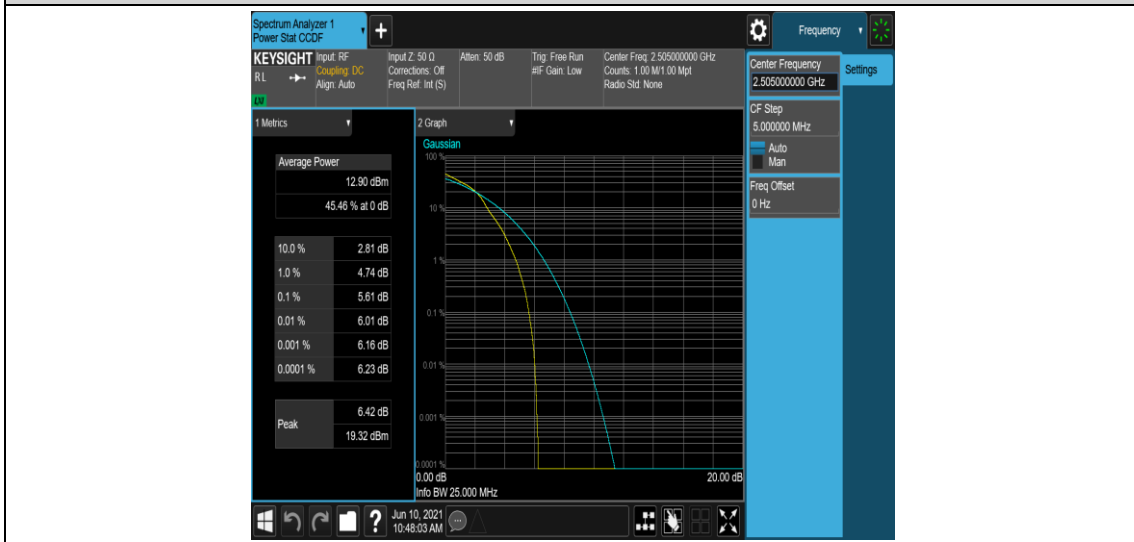 Spectrum Analyzer 1
Power Stat CCDF
+
Frequency
KEYSIGHT
RL
LXI
Input: RF
Coupling: DC
Align: Auto
Input Z: 50 Ω
Corrections: Off
Freq Ref: Int (S)
Atten: 50 dB
Trig: Free Run
#IF Gain: Low
Center Freq: 2.505000000 GHz
Counts: 1.00 M/1.00 Mpt
Radio Std: None
Center Frequency
2.505000000 GHz
Settings
CF Step
5.000000 MHz
Auto
Man
Freq Offset
0 Hz
1 Metrics
Average Power
12.90 dBm
45.46 % at 0 dB
10.0 % 2.81 dB
1.0 % 4.74 dB
0.1 % 5.61 dB
0.01 % 6.01 dB
0.001 % 6.16 dB
0.0001 % 6.23 dB
Peak
6.42 dB
19.32 dBm
2 Graph
Gaussian
100 %
10 %
1 %
0.1 %
0.01 %
0.001 %
0.0001 %
0.00 dB 20.00 dB
Info BW 25.000 MHz
?
Jun 10, 2021
10:48:03 AM